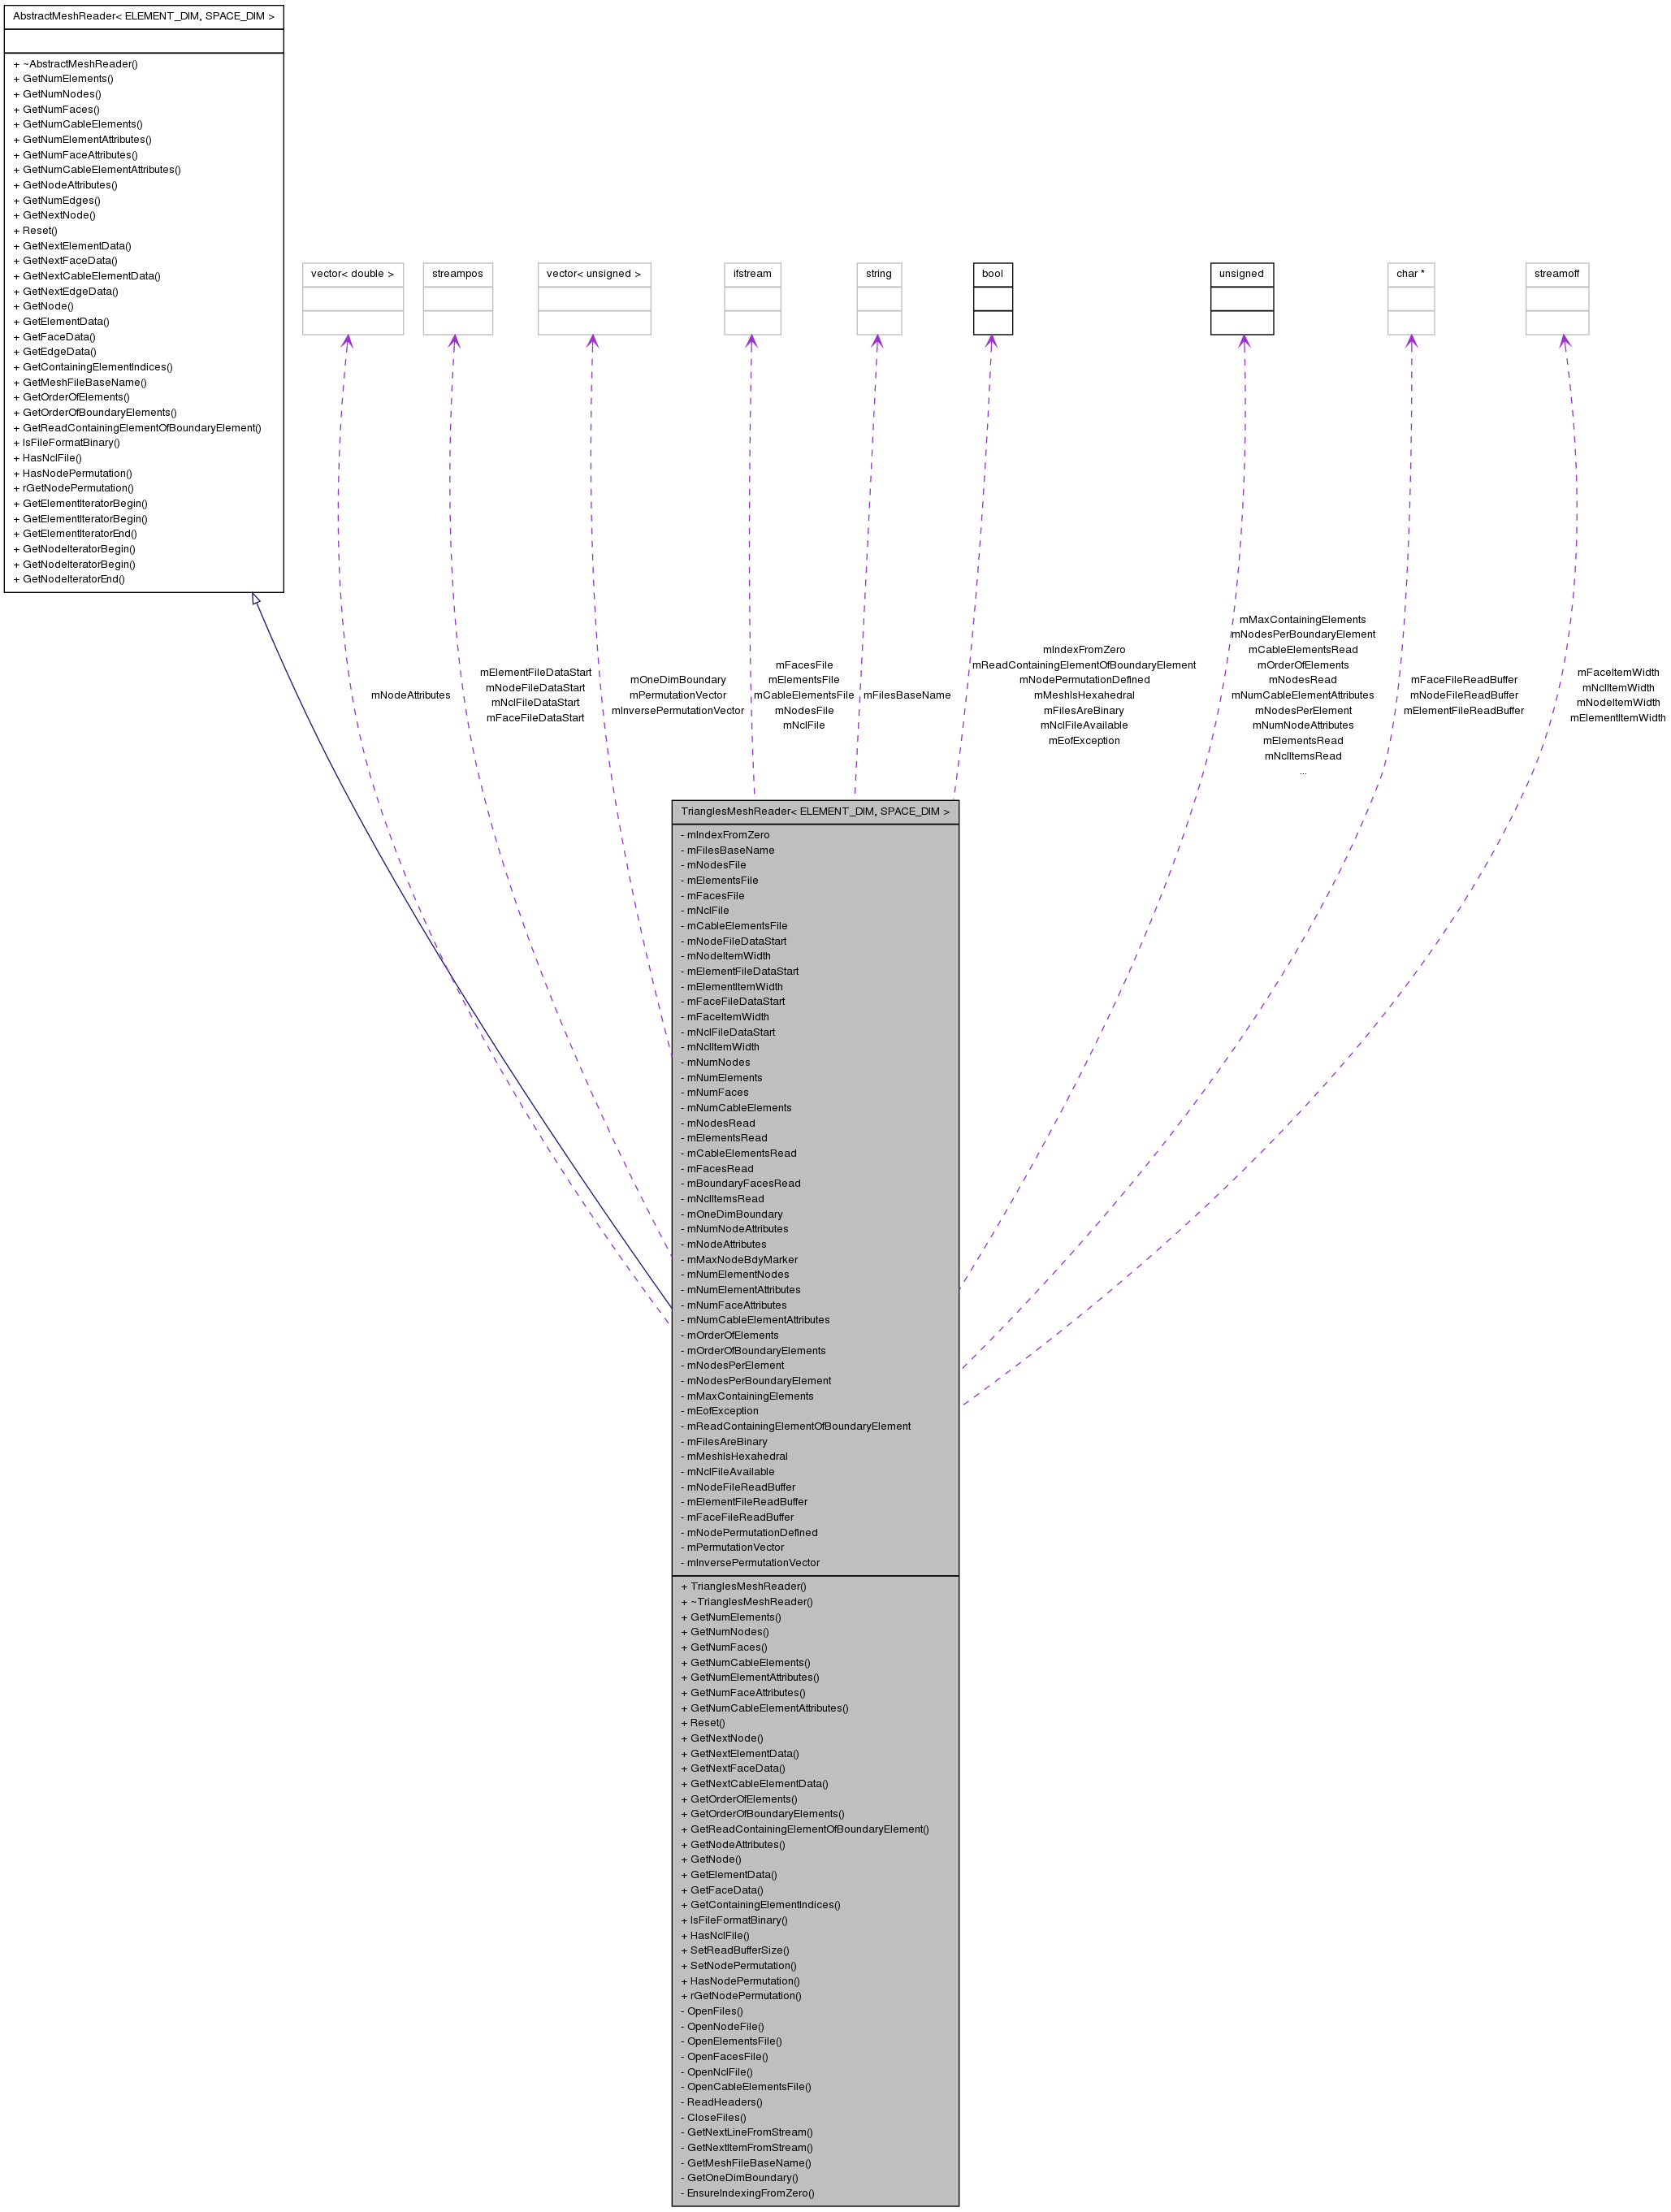 AbstractMeshReader< ELEMENT_DIM, SPACE_DIM >
+ ~AbstractMeshReader()
+ GetNumElements()
+ GetNumNodes()
+ GetNumFaces()
+ GetNumCableElements()
+ GetNumElementAttributes()
+ GetNumFaceAttributes()
+ GetNumCableElementAttributes()
+ GetNodeAttributes()
+ GetNumEdges()
+ GetNextNode()
+ Reset()
+ GetNextElementData()
+ GetNextFaceData()
+ GetNextCableElementData()
+ GetNextEdgeData()
+ GetNode()
+ GetElementData()
+ GetFaceData()
+ GetEdgeData()
+ GetContainingElementIndices()
+ GetMeshFileBaseName()
+ GetOrderOfElements()
+ GetOrderOfBoundaryElements()
+ GetReadContainingElementOfBoundaryElement()
+ IsFileFormatBinary()
+ HasNclFile()
+ HasNodePermutation()
+ rGetNodePermutation()
+ GetElementIteratorBegin()
+ GetElementIteratorBegin()
+ GetElementIteratorEnd()
+ GetNodeIteratorBegin()
+ GetNodeIteratorBegin()
+ GetNodeIteratorEnd()
vector< double >
streampos
vector< unsigned >
ifstream
string
bool
unsigned
char *
streamoff
mNodeAttributes
mElementFileDataStart
mNodeFileDataStart
mNclFileDataStart
mFaceFileDataStart
mOneDimBoundary
mPermutationVector
mInversePermutationVector
mFacesFile
mElementsFile
mCableElementsFile
mNodesFile
mNclFile
mFilesBaseName
mIndexFromZero
mReadContainingElementOfBoundaryElement
mNodePermutationDefined
mMeshIsHexahedral
mFilesAreBinary
mNclFileAvailable
mEofException
mMaxContainingElements
mNodesPerBoundaryElement
mCableElementsRead
mOrderOfElements
mNodesRead
mNumCableElementAttributes
mNodesPerElement
mNumNodeAttributes
mElementsRead
mNclItemsRead
...
mFaceFileReadBuffer
mNodeFileReadBuffer
mElementFileReadBuffer
mFaceItemWidth
mNclItemWidth
mNodeItemWidth
mElementItemWidth
TrianglesMeshReader< ELEMENT_DIM, SPACE_DIM >
- mIndexFromZero
- mFilesBaseName
- mNodesFile
- mElementsFile
- mFacesFile
- mNclFile
- mCableElementsFile
- mNodeFileDataStart
- mNodeItemWidth
- mElementFileDataStart
- mElementItemWidth
- mFaceFileDataStart
- mFaceItemWidth
- mNclFileDataStart
- mNclItemWidth
- mNumNodes
- mNumElements
- mNumFaces
- mNumCableElements
- mNodesRead
- mElementsRead
- mCableElementsRead
- mFacesRead
- mBoundaryFacesRead
- mNclItemsRead
- mOneDimBoundary
- mNumNodeAttributes
- mNodeAttributes
- mMaxNodeBdyMarker
- mNumElementNodes
- mNumElementAttributes
- mNumFaceAttributes
- mNumCableElementAttributes
- mOrderOfElements
- mOrderOfBoundaryElements
- mNodesPerElement
- mNodesPerBoundaryElement
- mMaxContainingElements
- mEofException
- mReadContainingElementOfBoundaryElement
- mFilesAreBinary
- mMeshIsHexahedral
- mNclFileAvailable
- mNodeFileReadBuffer
- mElementFileReadBuffer
- mFaceFileReadBuffer
- mNodePermutationDefined
- mPermutationVector
- mInversePermutationVector
+ TrianglesMeshReader()
+ ~TrianglesMeshReader()
+ GetNumElements()
+ GetNumNodes()
+ GetNumFaces()
+ GetNumCableElements()
+ GetNumElementAttributes()
+ GetNumFaceAttributes()
+ GetNumCableElementAttributes()
+ Reset()
+ GetNextNode()
+ GetNextElementData()
+ GetNextFaceData()
+ GetNextCableElementData()
+ GetOrderOfElements()
+ GetOrderOfBoundaryElements()
+ GetReadContainingElementOfBoundaryElement()
+ GetNodeAttributes()
+ GetNode()
+ GetElementData()
+ GetFaceData()
+ GetContainingElementIndices()
+ IsFileFormatBinary()
+ HasNclFile()
+ SetReadBufferSize()
+ SetNodePermutation()
+ HasNodePermutation()
+ rGetNodePermutation()
- OpenFiles()
- OpenNodeFile()
- OpenElementsFile()
- OpenFacesFile()
- OpenNclFile()
- OpenCableElementsFile()
- ReadHeaders()
- CloseFiles()
- GetNextLineFromStream()
- GetNextItemFromStream()
- GetMeshFileBaseName()
- GetOneDimBoundary()
- EnsureIndexingFromZero()